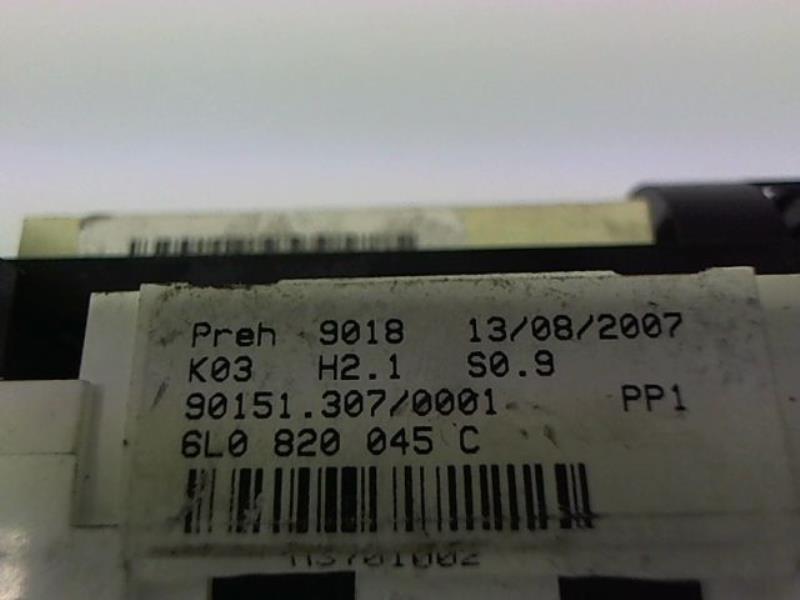 Preh 9018 13/08/2007
K03 H2.1 S0.9
90151.307/0001 PP1
6L0 820 045 C